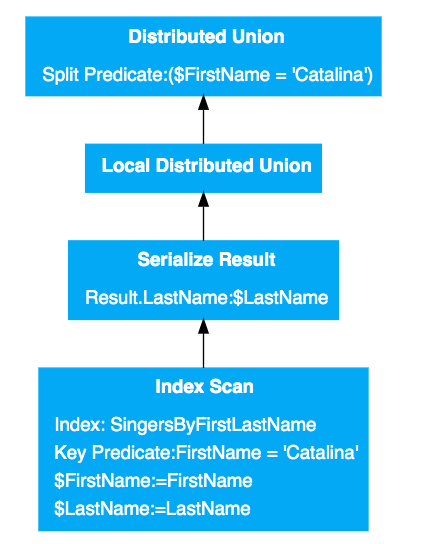 Distributed Union
Split Predicate:($FirstName = 'Catalina')
Local Distributed Union
Serialize Result
Result.LastName:$LastName
Index Scan
Index: SingersByFirstLastName
Key Predicate:FirstName = 'Catalina'
$FirstName:=FirstName
$LastName:=LastName